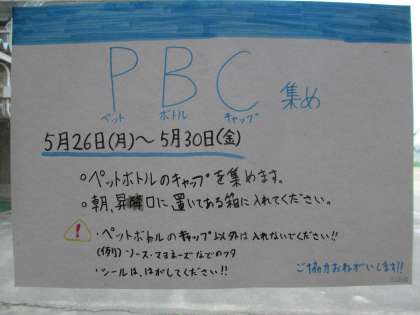 PBC 集め
ペット ボトル キャップ
5月26日(月)～5月30日(金)
○ペットボトルのキャップを集めます。
○朝、昇降口に置いてある箱に入れてください。
・ペットボトルのキャップ以外は入れないでください!!
(例)ソース・マヨネーズなどのフタ
・シールは、はがしてください!!
ご協力おねがいします!!